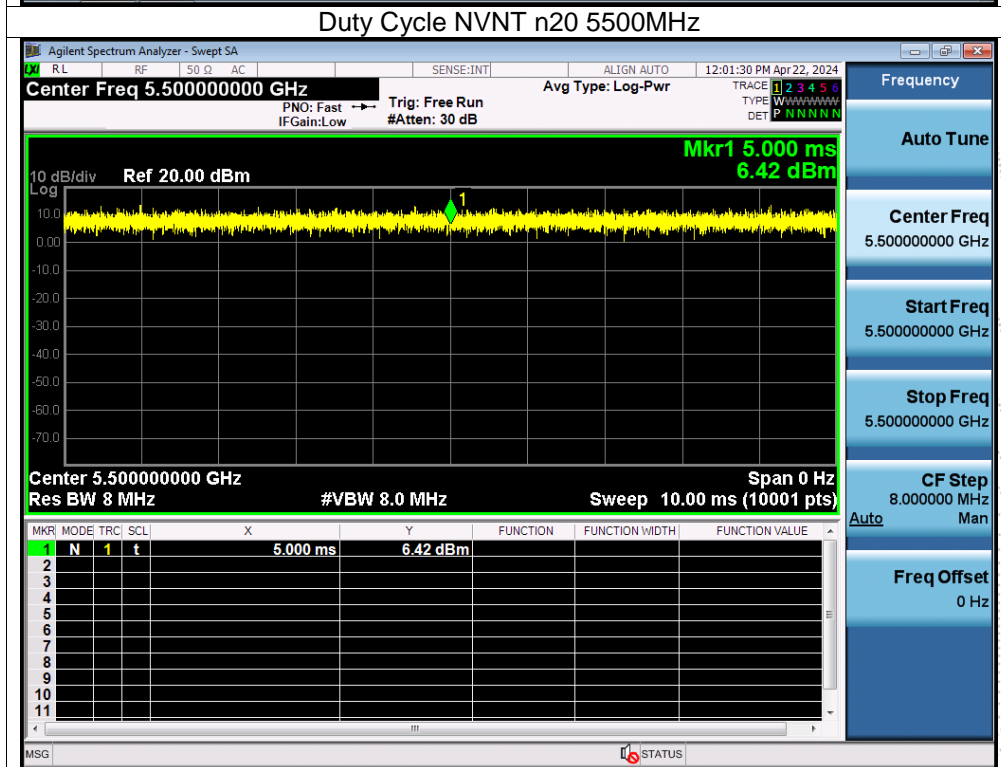 Duty Cycle NVNT n20 5500MHz
Agilent Spectrum Analyzer - Swept SA
LXI RL RF 50 Ω AC SENSE:INT ALIGN AUTO 12:01:30 PM Apr 22, 2024
Center Freq 5.500000000 GHz
PNO: Fast
IFGain:Low
Trig: Free Run
#Atten: 30 dB
Avg Type: Log-Pwr
TRACE 1 2 3 4 5 6
TYPE WWWWWW
DET P N N N N N
Mkr1 5.000 ms
6.42 dBm
10 dB/div Ref 20.00 dBm
Log
1
10.0
0.00
-10.0
-20.0
-30.0
-40.0
-50.0
-60.0
-70.0
Center 5.500000000 GHz Span 0 Hz
Res BW 8 MHz #VBW 8.0 MHz Sweep 10.00 ms (10001 pts)
MKR MODE TRC SCL X Y FUNCTION FUNCTION WIDTH FUNCTION VALUE
1 N 1 t 5.000 ms 6.42 dBm
2
3
4
5
6
7
8
9
10
11
MSG STATUS
Frequency
Auto Tune
Center Freq
5.500000000 GHz
Start Freq
5.500000000 GHz
Stop Freq
5.500000000 GHz
CF Step
8.000000 MHz
Auto Man
Freq Offset
0 Hz